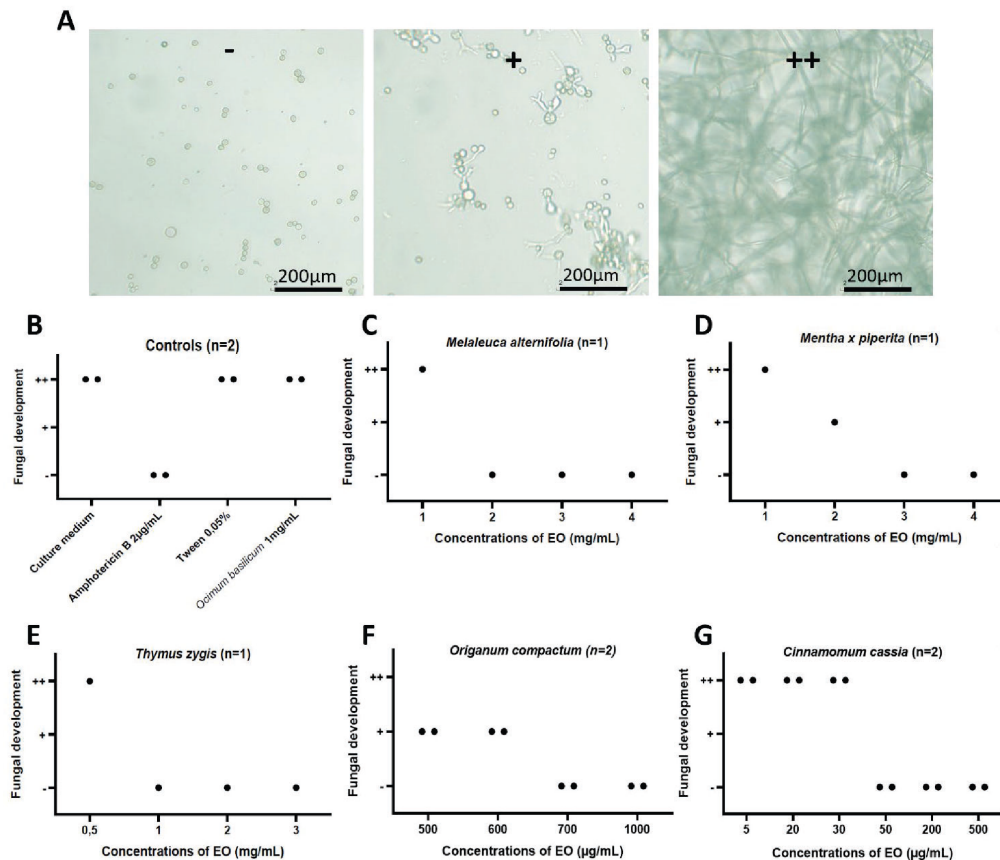 A
-
+
++
200µm
200µm
200µm
B
Controls (n=2)
Fungal development
++
+
-
Culture medium
Amphotericin B 2µg/mL
Tween 0.05%
Ocimum basilicum 1mg/mL
C
Melaleuca alternifolia (n=1)
Fungal development
++
+
-
1 2 3 4
Concentrations of EO (mg/mL)
D
Mentha x piperita (n=1)
Fungal development
++
+
-
1 2 3 4
Concentrations of EO (mg/mL)
E
Thymus zygis (n=1)
Fungal development
++
+
-
0,5 1 2 3
Concentrations of EO (mg/mL)
F
Origanum compactum (n=2)
Fungal development
++
+
-
500 600 700 1000
Concentrations of EO (µg/mL)
G
Cinnamomum cassia (n=2)
Fungal development
++
+
-
5 20 30 50 200 500
Concentrations of EO (µg/mL)